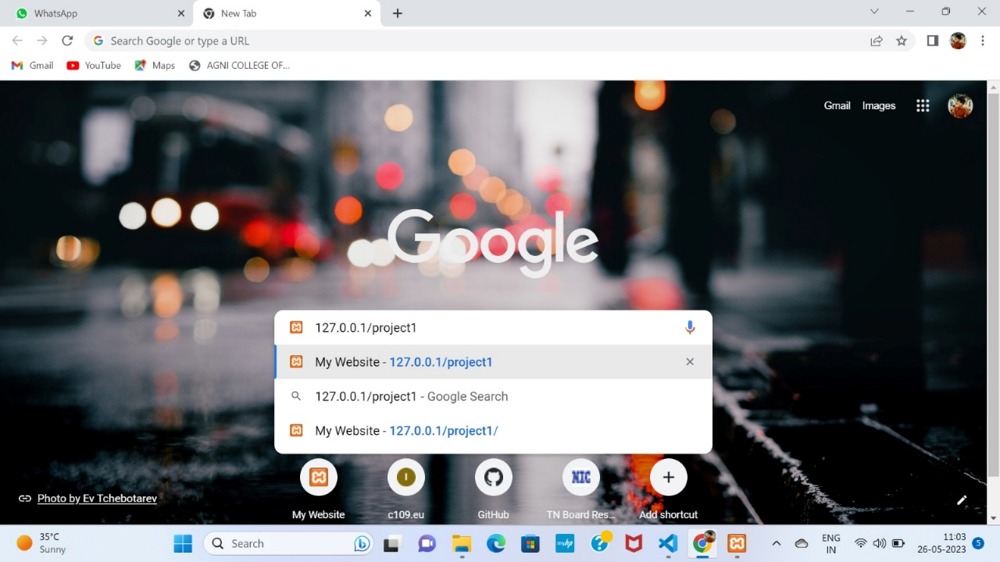 WhatsApp
New Tab
Search Google or type a URL
Gmail
YouTube
Maps
AGNI COLLEGE OF...
Gmail
Images
Google
127.0.0.1/project1
My Website - 127.0.0.1/project1
127.0.0.1/project1 - Google Search
My Website - 127.0.0.1/project1/
NIC
Photo by Ev Tchebotarev
My Website
c109.eu
GitHub
TN Board Res...
Add shortcut
35°C
Sunny
Search
myhp
ENG
IN
11:03
26-05-2023
5